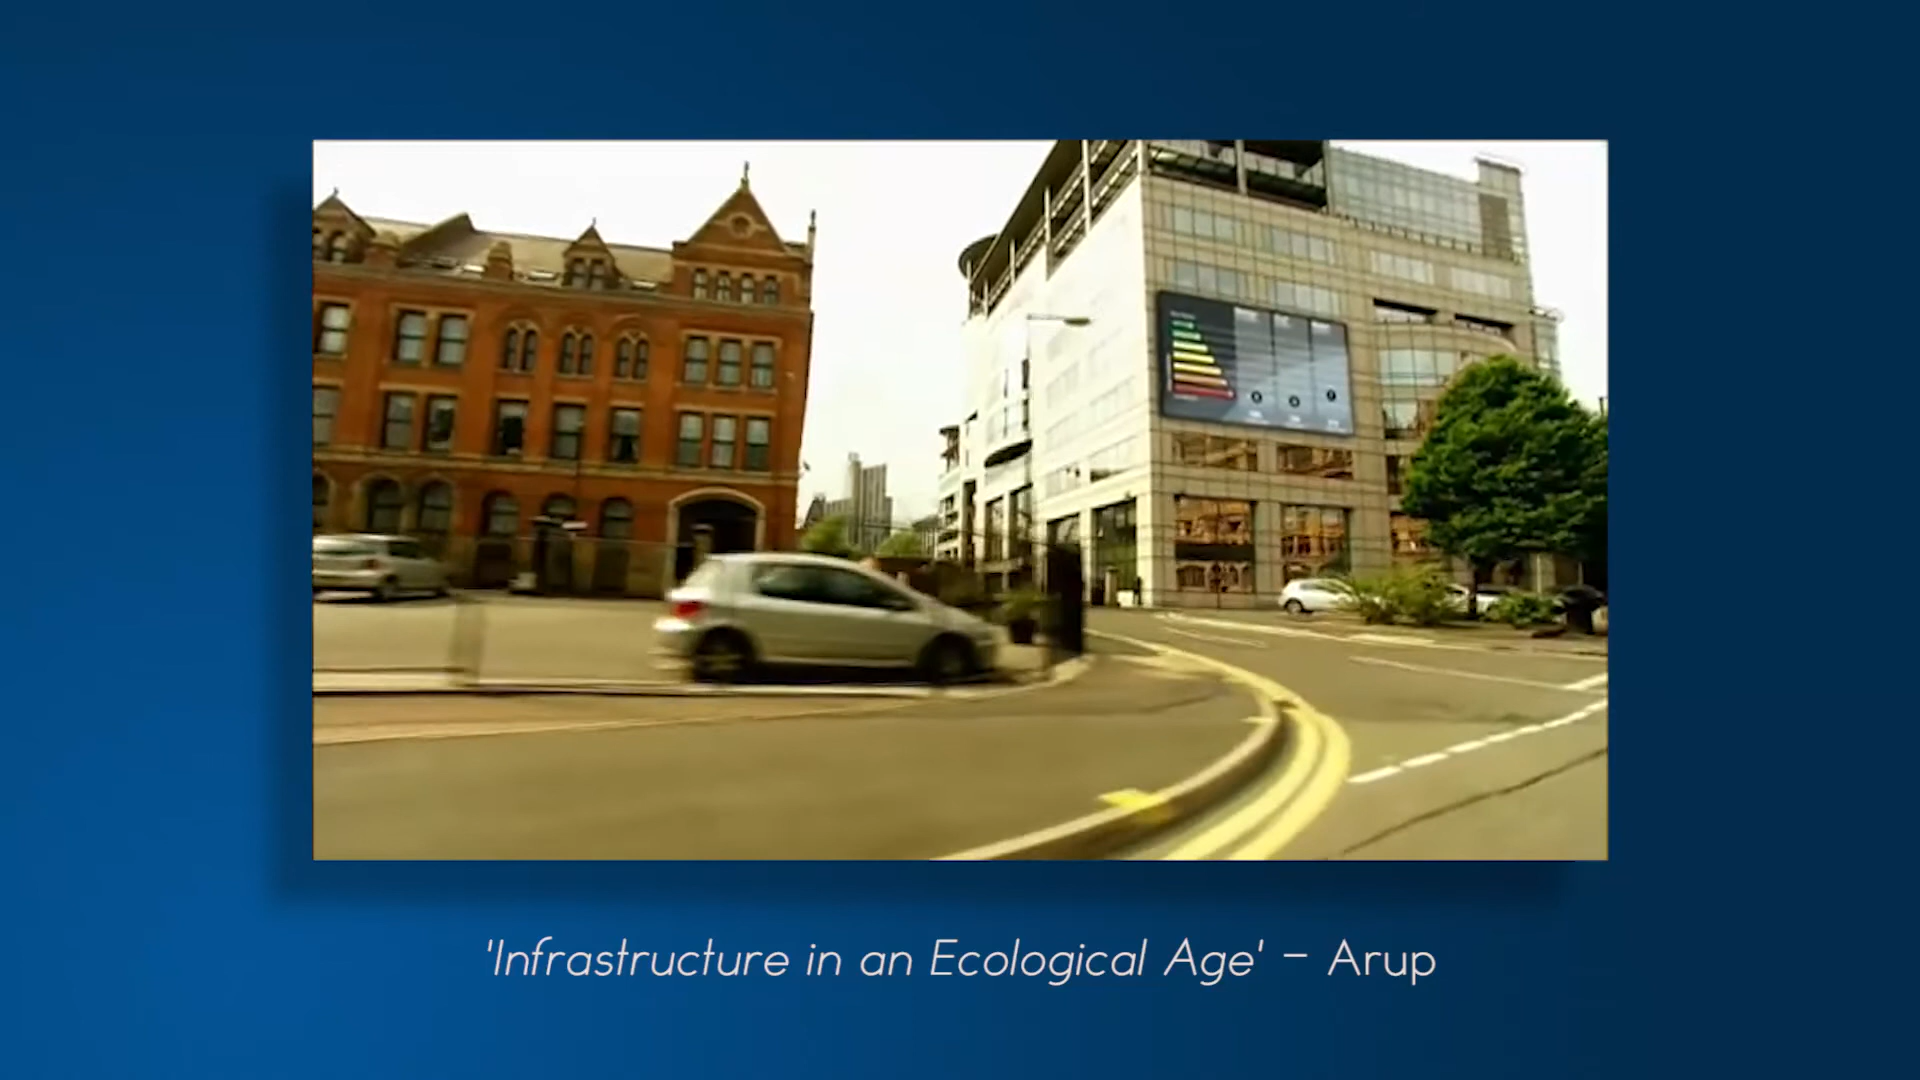 'Infrastructure in an Ecological Age' – Arup